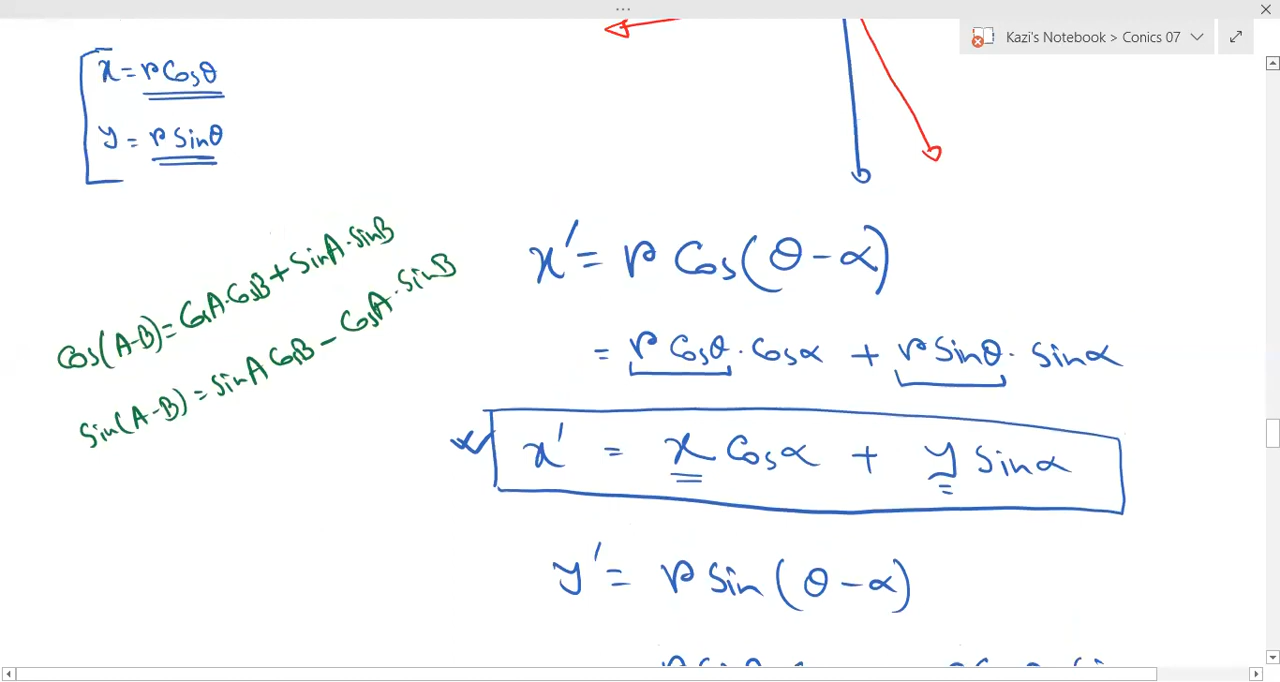 Kazi's Notebook > Conics 07
x = r Cosθ
y = r Sinθ
Cos(A-B) = CosA·CosB + SinA·SinB
Sin(A-B) = SinA CosB - CosA·SinB
x' = r Cos(θ-α)
= r Cosθ·Cosα + r Sinθ·Sinα
x' = x Cosα + y Sinα
y' = r Sin(θ-α)